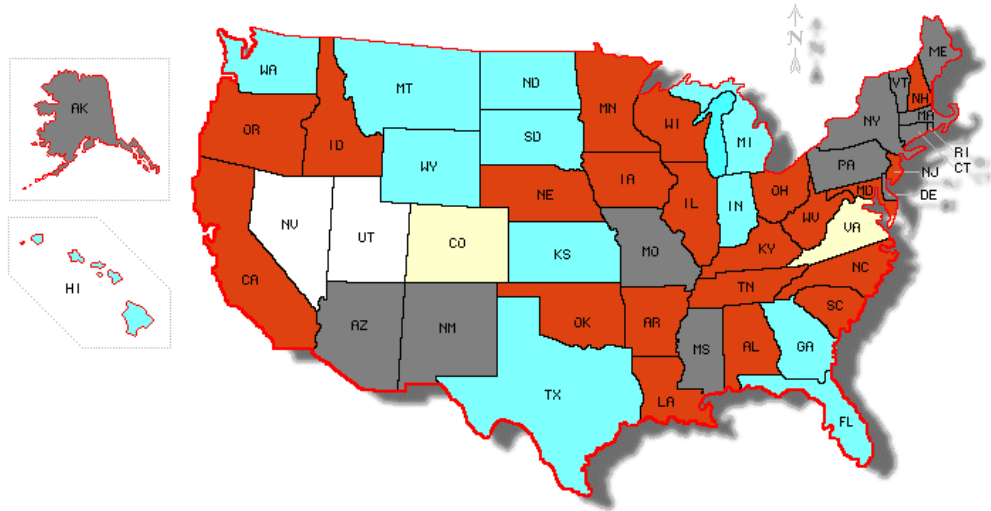 ME
WA
VT
ND
NH
MT
AK
MN
MA
NY
OR
WI
SD
ID
MI
RI
PA
CT
WY
NJ
IA
OH
MD
NE
DE
IL
IN
WV
NV
UT
VA
CO
KY
MO
KS
NC
CA
HI
TN
SC
OK
AR
AZ
NM
GA
AL
MS
TX
LA
FL
N
N